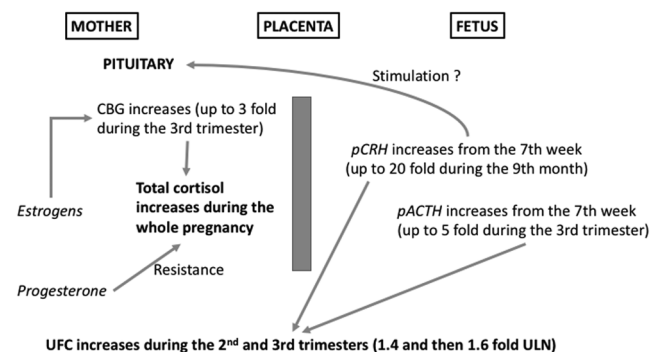 MOTHER
PLACENTA
FETUS
PITUITARY
Stimulation ?
CBG increases (up to 3 fold
during the 3rd trimester)
pCRH increases from the 7th week
(up to 20 fold during the 9th month)
Total cortisol
increases during the
whole pregnancy
Estrogens
pACTH increases from the 7th week
(up to 5 fold during the 3rd trimester)
Resistance
Progesterone
UFC increases during the 2nd and 3rd trimesters (1.4 and then 1.6 fold ULN)